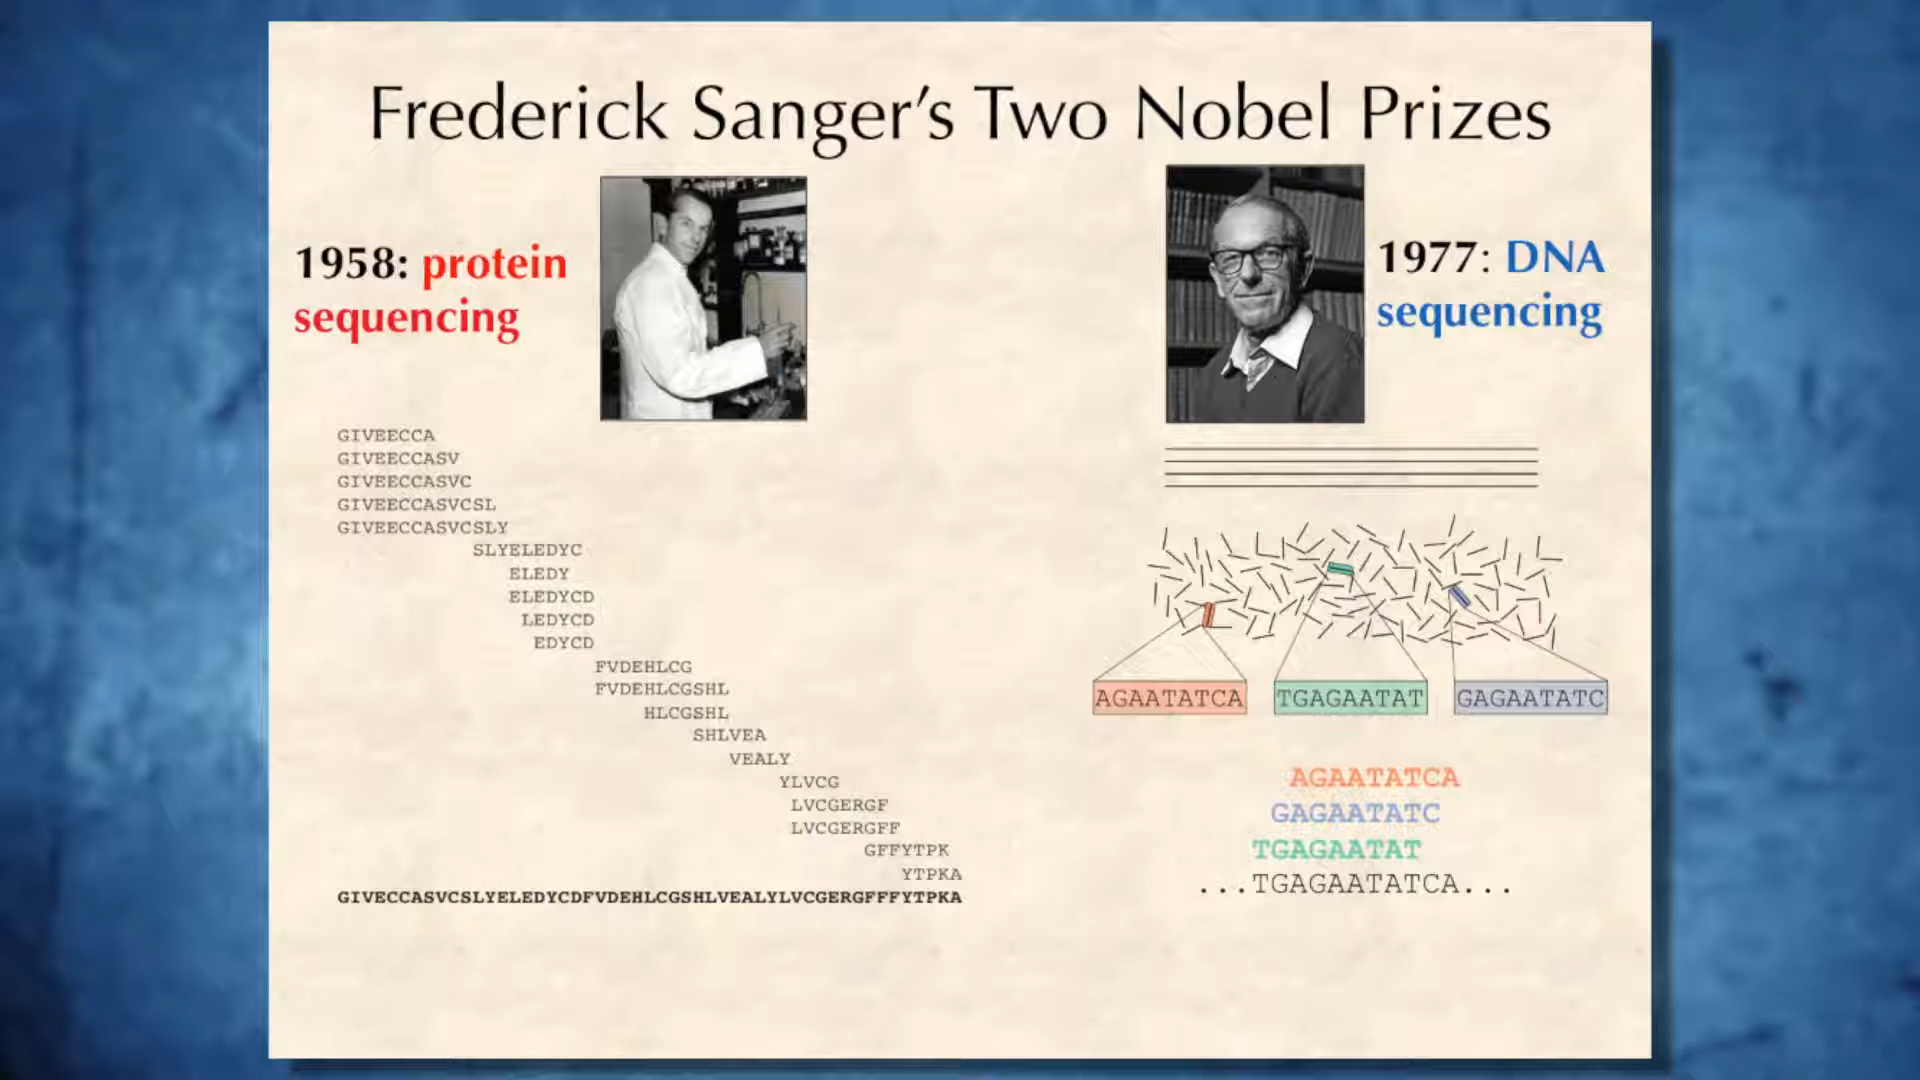 Frederick Sanger's Two Nobel Prizes
1958: protein
sequencing
GIVEECCA
GIVEECCASV
GIVEECCASVC
GIVEECCASVCSL
GIVEECCASVCSLY
SLYELEDYC
ELEDY
ELEDYCD
LEDYCD
EDYCD
FVDEHLCG
FVDEHLCGSHL
HLCGSHL
SHLVEA
VEALY
YLVCG
LVCGERGF
LVCGERGFF
GFFYTPK
YTPKA
GIVECCASVCSLYELEDYCDFVDEHLCGSHLVEALYLVCGERGFFFYTPKA
1977: DNA
sequencing
AGAATATCA TGAGAATAT GAGAATATC
AGAATATCA
GAGAATATC
TGAGAATAT
...TGAGAATATCA...